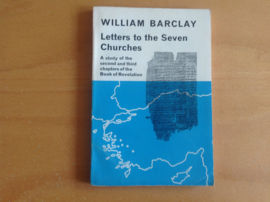 WILLIAM BARCLAY
Letters to the Seven
Churches
A study of the
second and third
chapters of the
Book of Revelation